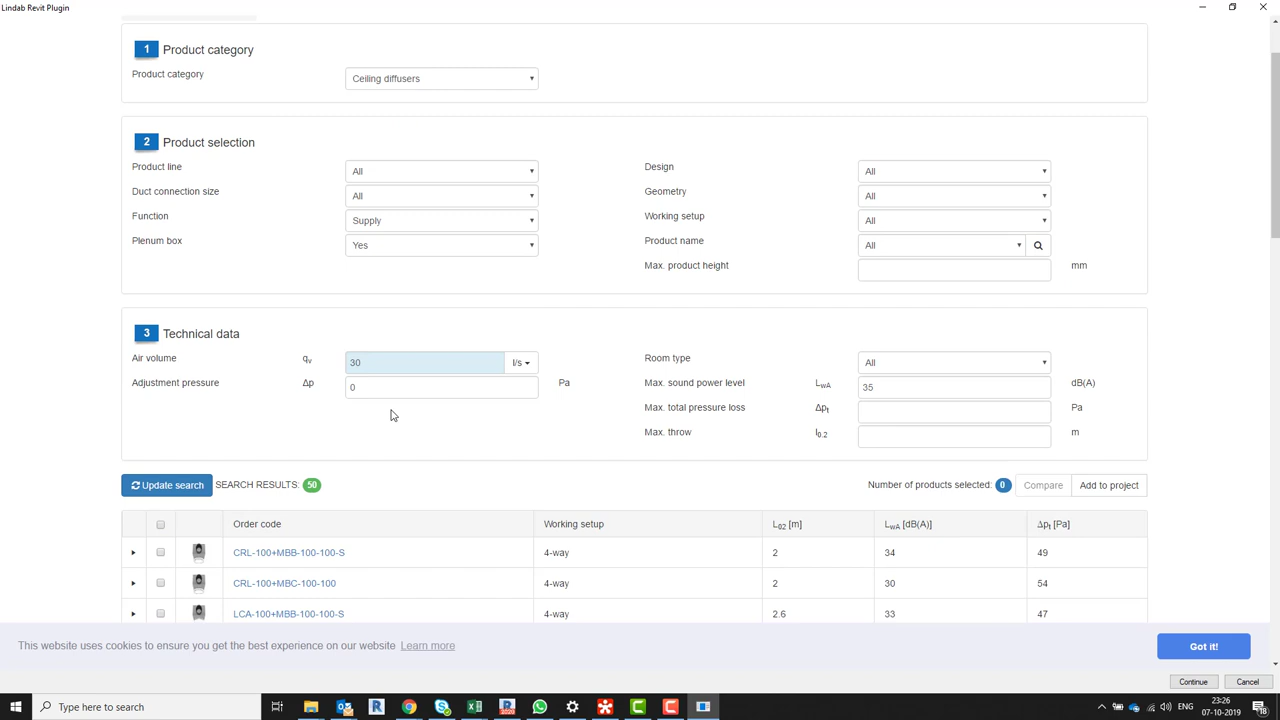 Lindab Revit Plugin
1 Product category
Product category Ceiling diffusers
2 Product selection
Product line All Design All
Duct connection size All Geometry All
Function Supply Working setup All
Plenum box Yes Product name All
Max. product height mm
3 Technical data
Air volume qv 30 l/s Room type All
Adjustment pressure Δp 0 Pa Max. sound power level LwA 35 dB(A)
Max. total pressure loss Δpt Pa
Max. throw l0.2 m
Update search SEARCH RESULTS: 50 Number of products selected: 0 Compare Add to project
Order code Working setup L02 [m] LwA [dB(A)] Δpt [Pa]
CRL-100+MBB-100-100-S 4-way 2 34 49
CRL-100+MBC-100-100 4-way 2 30 54
LCA-100+MBB-100-100-S 4-way 2.6 33 47
This website uses cookies to ensure you get the best experience on our website Learn more Got it!
Continue Cancel
Type here to search ENG 23:26
07-10-2019
2020
18